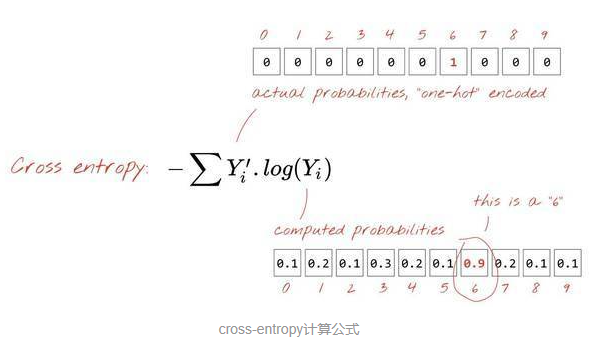 0 1 2 3 4 5 6 7 8 9
0 0 0 0 0 0 1 0 0 0
actual probabilities, "one-hot" encoded
Cross entropy: − ∑ Y′ᵢ . log(Yᵢ)
this is a "6"
computed probabilities
0.1 0.2 0.1 0.3 0.2 0.1 0.9 0.2 0.1 0.1
0 1 2 3 4 5 6 7 8 9
cross-entropy计算公式